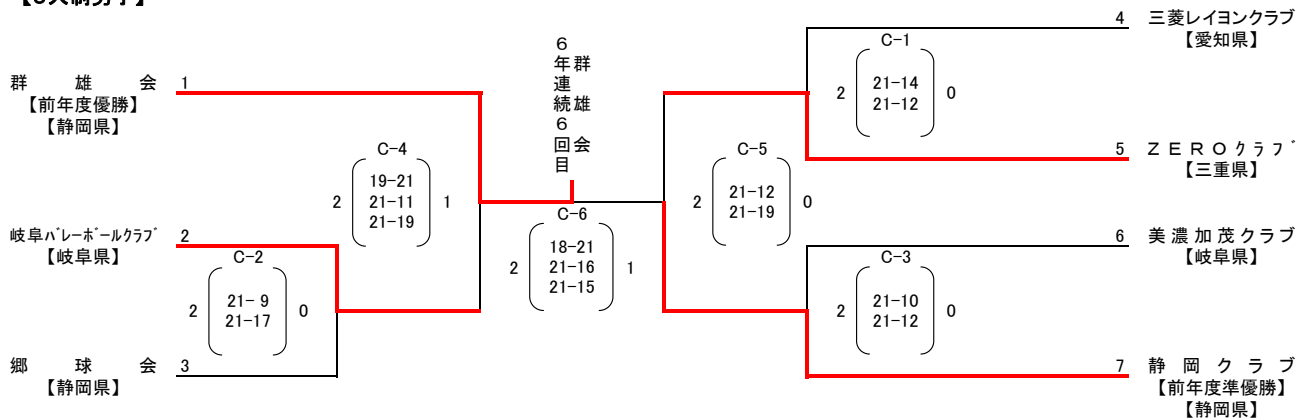 群雄会 1
【前年度優勝】
【静岡県】
岐阜バレーボールクラブ 2
【岐阜県】
郷球会 3
【静岡県】
C-2
2 21- 9 0
21-17
C-4
19-21
2 21-11 1
21-19
群雄会
6年連続6回目
C-6
18-21
2 21-16 1
21-15
C-5
2 21-12 0
21-19
C-1
2 21-14 0
21-12
C-3
2 21-10 0
21-12
4 三菱レイヨンクラブ
【愛知県】
5 ZEROクラブ
【三重県】
6 美濃加茂クラブ
【岐阜県】
7 静岡クラブ
【前年度準優勝】
【静岡県】